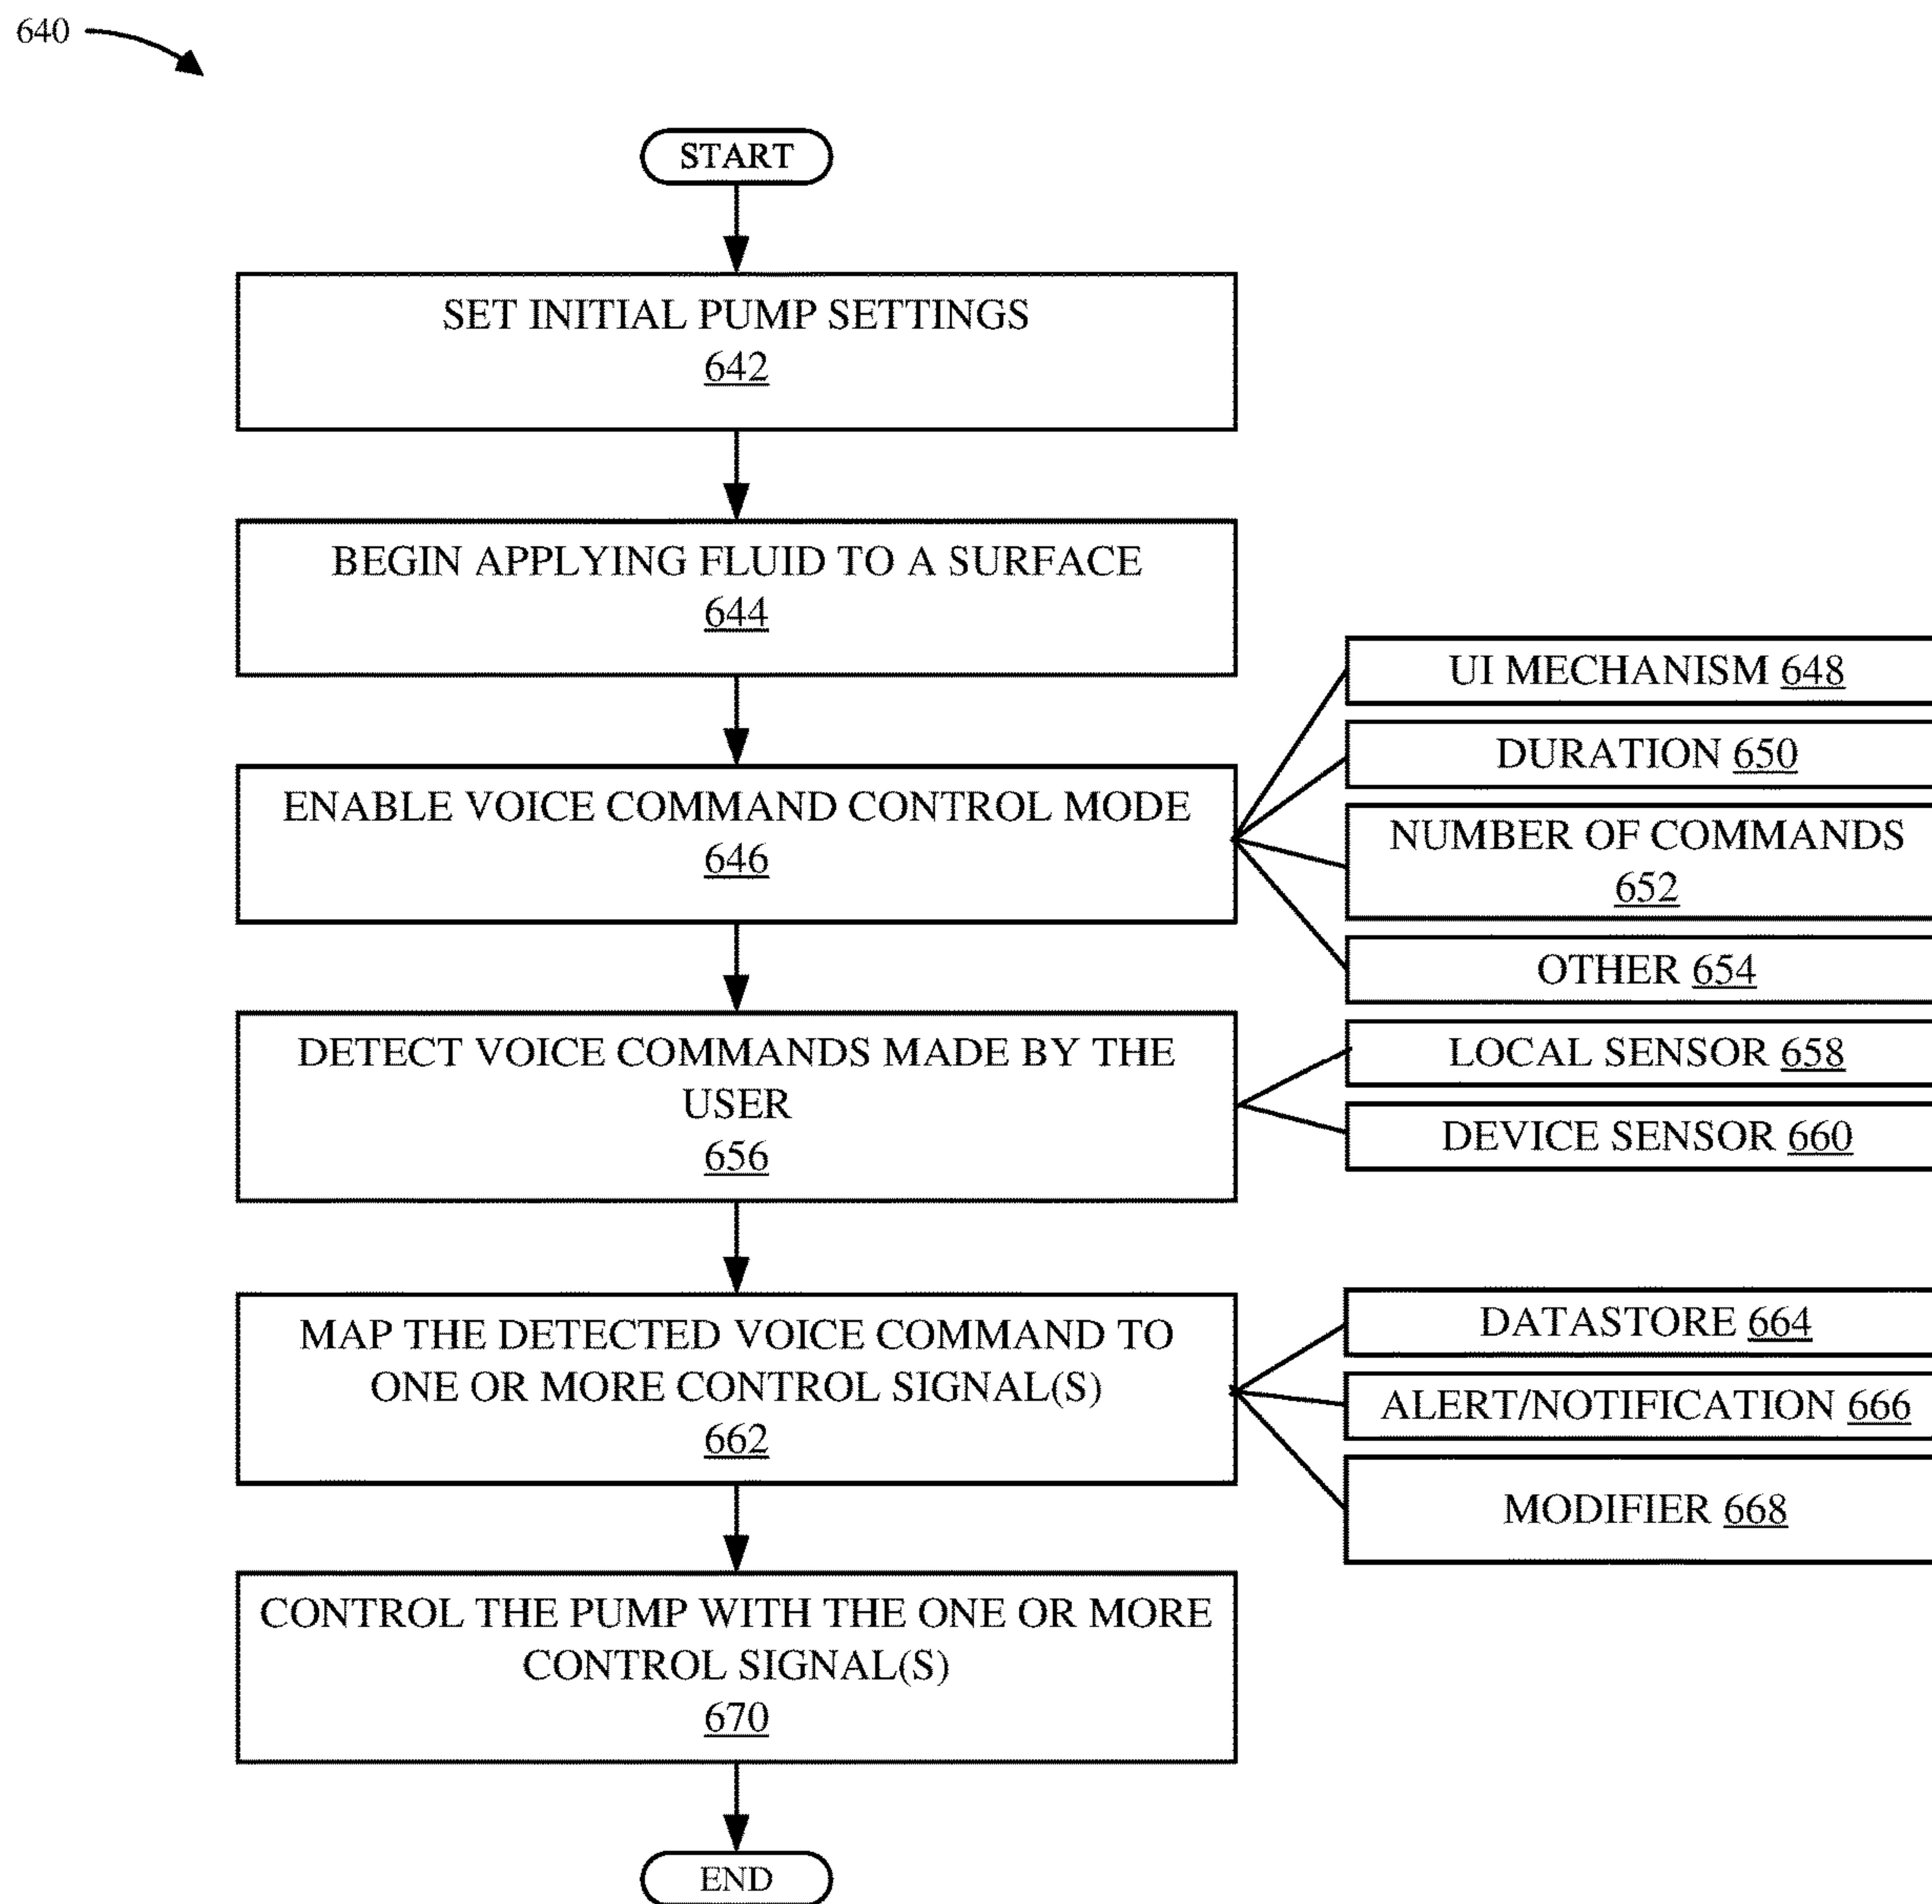 640
START
SET INITIAL PUMP SETTINGS
642
BEGIN APPLYING FLUID TO A SURFACE
644
ENABLE VOICE COMMAND CONTROL MODE
646
UI MECHANISM 648
DURATION 650
NUMBER OF COMMANDS
652
OTHER 654
DETECT VOICE COMMANDS MADE BY THE
USER
656
LOCAL SENSOR 658
DEVICE SENSOR 660
MAP THE DETECTED VOICE COMMAND TO
ONE OR MORE CONTROL SIGNAL(S)
662
DATASTORE 664
ALERT/NOTIFICATION 666
MODIFIER 668
CONTROL THE PUMP WITH THE ONE OR MORE
CONTROL SIGNAL(S)
670
END